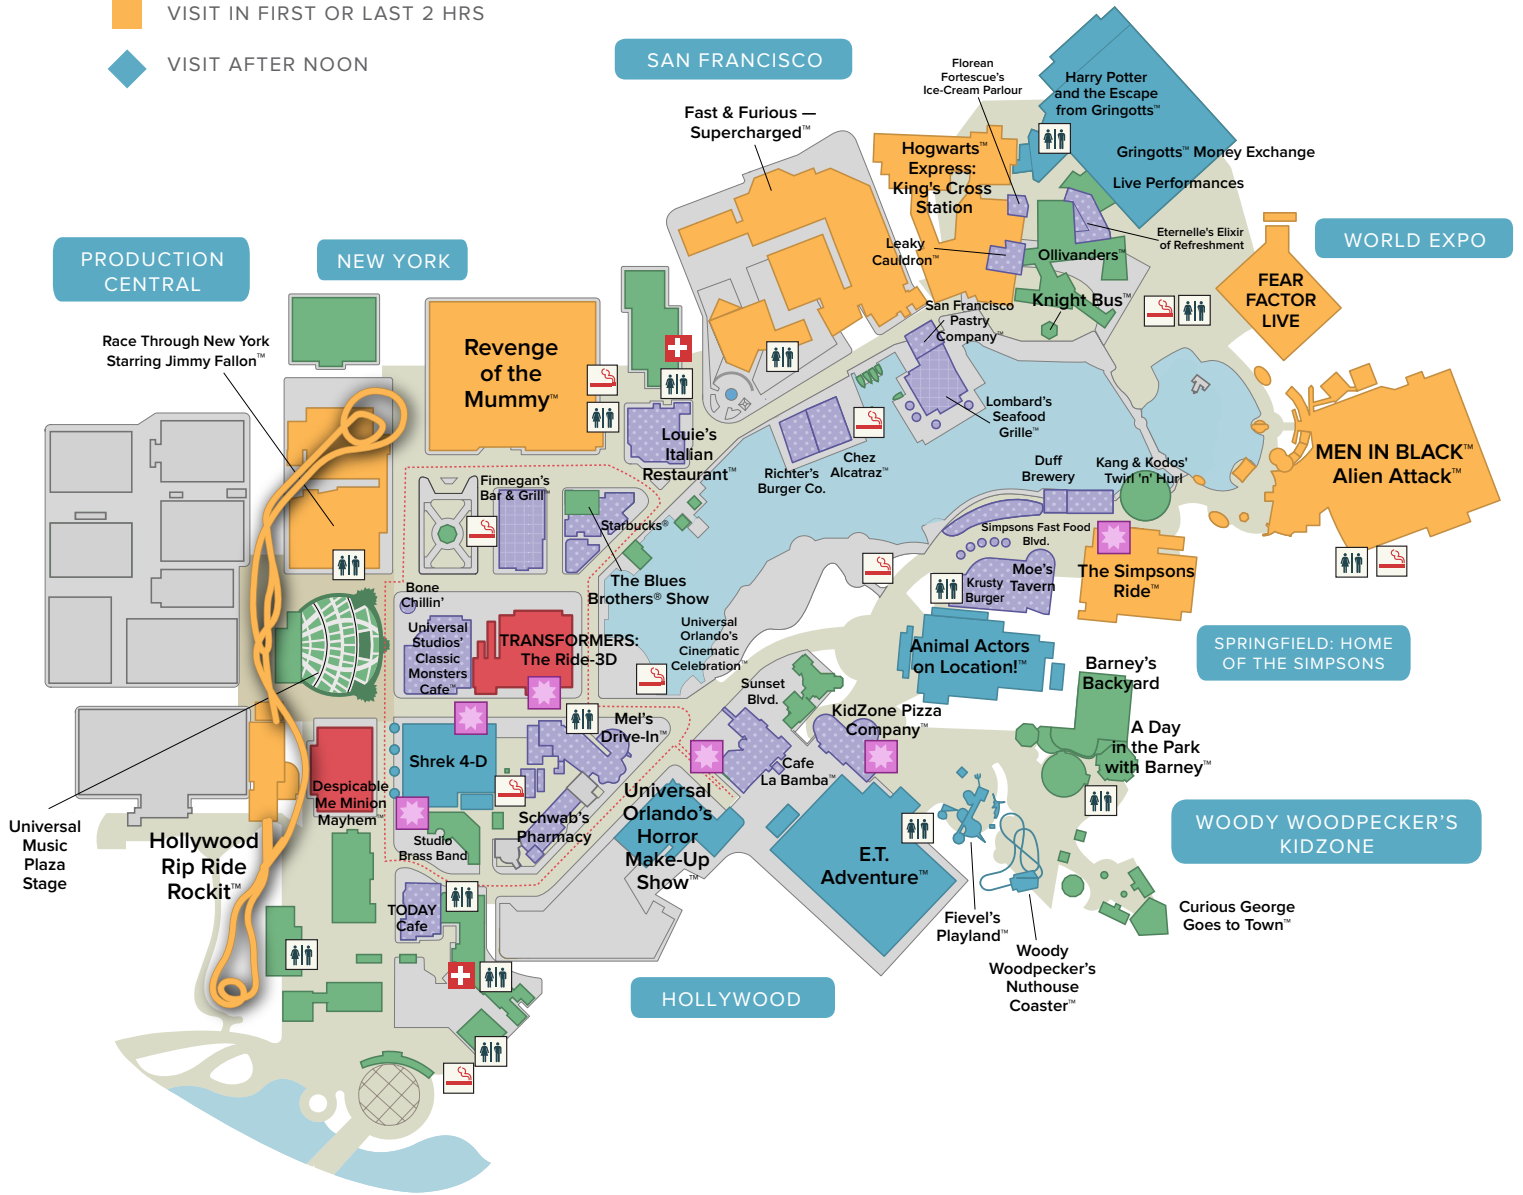 VISIT IN FIRST OR LAST 2 HRS
VISIT AFTER NOON
SAN FRANCISCO
Florean
Fortescue's
Ice-Cream Parlour
Harry Potter
and the Escape
from Gringotts™
Fast & Furious —
Supercharged™
Hogwarts™
Express:
King's Cross
Station
Gringotts™ Money Exchange
Live Performances
Eternelle's Elixir
of Refreshment
Leaky
Cauldron™
Ollivanders™
WORLD EXPO
PRODUCTION
CENTRAL
NEW YORK
FEAR
FACTOR
LIVE
Knight Bus™
San Francisco
Pastry
Company™
Race Through New York
Starring Jimmy Fallon™
Revenge
of the
Mummy™
Lombard's
Seafood
Grille™
Louie's
Italian
Restaurant™
Richter's
Burger Co.
Chez
Alcatraz™
MEN IN BLACK™
Alien Attack™
Duff
Brewery
Kang & Kodos'
Twirl 'n' Hurl
Finnegan's
Bar & Grill™
Starbucks®
Simpsons Fast Food
Blvd.
The Blues
Brothers® Show
Moe's
Tavern
Krusty
Burger
The Simpsons
Ride™
Bone
Chillin'
Universal
Studios'
Classic
Monsters
Cafe™
TRANSFORMERS:
The Ride-3D
Universal
Orlando's
Cinematic
Celebration™
Animal Actors
on Location!™
SPRINGFIELD: HOME
OF THE SIMPSONS
Barney's
Backyard
Sunset
Blvd.
KidZone Pizza
Company™
Mel's
Drive-In™
A Day
in the Park
with Barney™
Shrek 4-D
Cafe
La Bamba™
Despicable
Me Minion
Mayhem™
Universal
Orlando's
Horror
Make-Up
Show™
Schwab's
Pharmacy
Studio
Brass Band
Universal
Music
Plaza
Stage
Hollywood
Rip Ride
Rockit™
WOODY WOODPECKER'S
KIDZONE
E.T.
Adventure™
TODAY
Cafe
Fievel's
Playland™
Curious George
Goes to Town™
Woody
Woodpecker's
Nuthouse
Coaster™
HOLLYWOOD